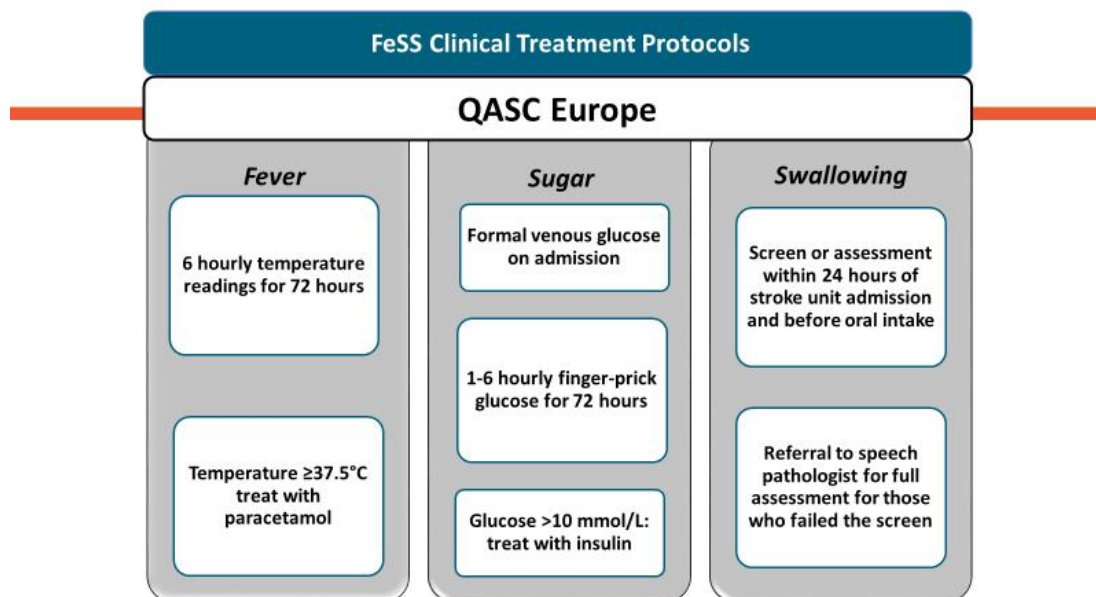 FeSS Clinical Treatment Protocols
QASC Europe
Fever
6 hourly temperature
readings for 72 hours
Temperature ≥37.5°C
treat with
paracetamol
Sugar
Formal venous glucose
on admission
1-6 hourly finger-prick
glucose for 72 hours
Glucose >10 mmol/L:
treat with insulin
Swallowing
Screen or assessment
within 24 hours of
stroke unit admission
and before oral intake
Referral to speech
pathologist for full
assessment for those
who failed the screen